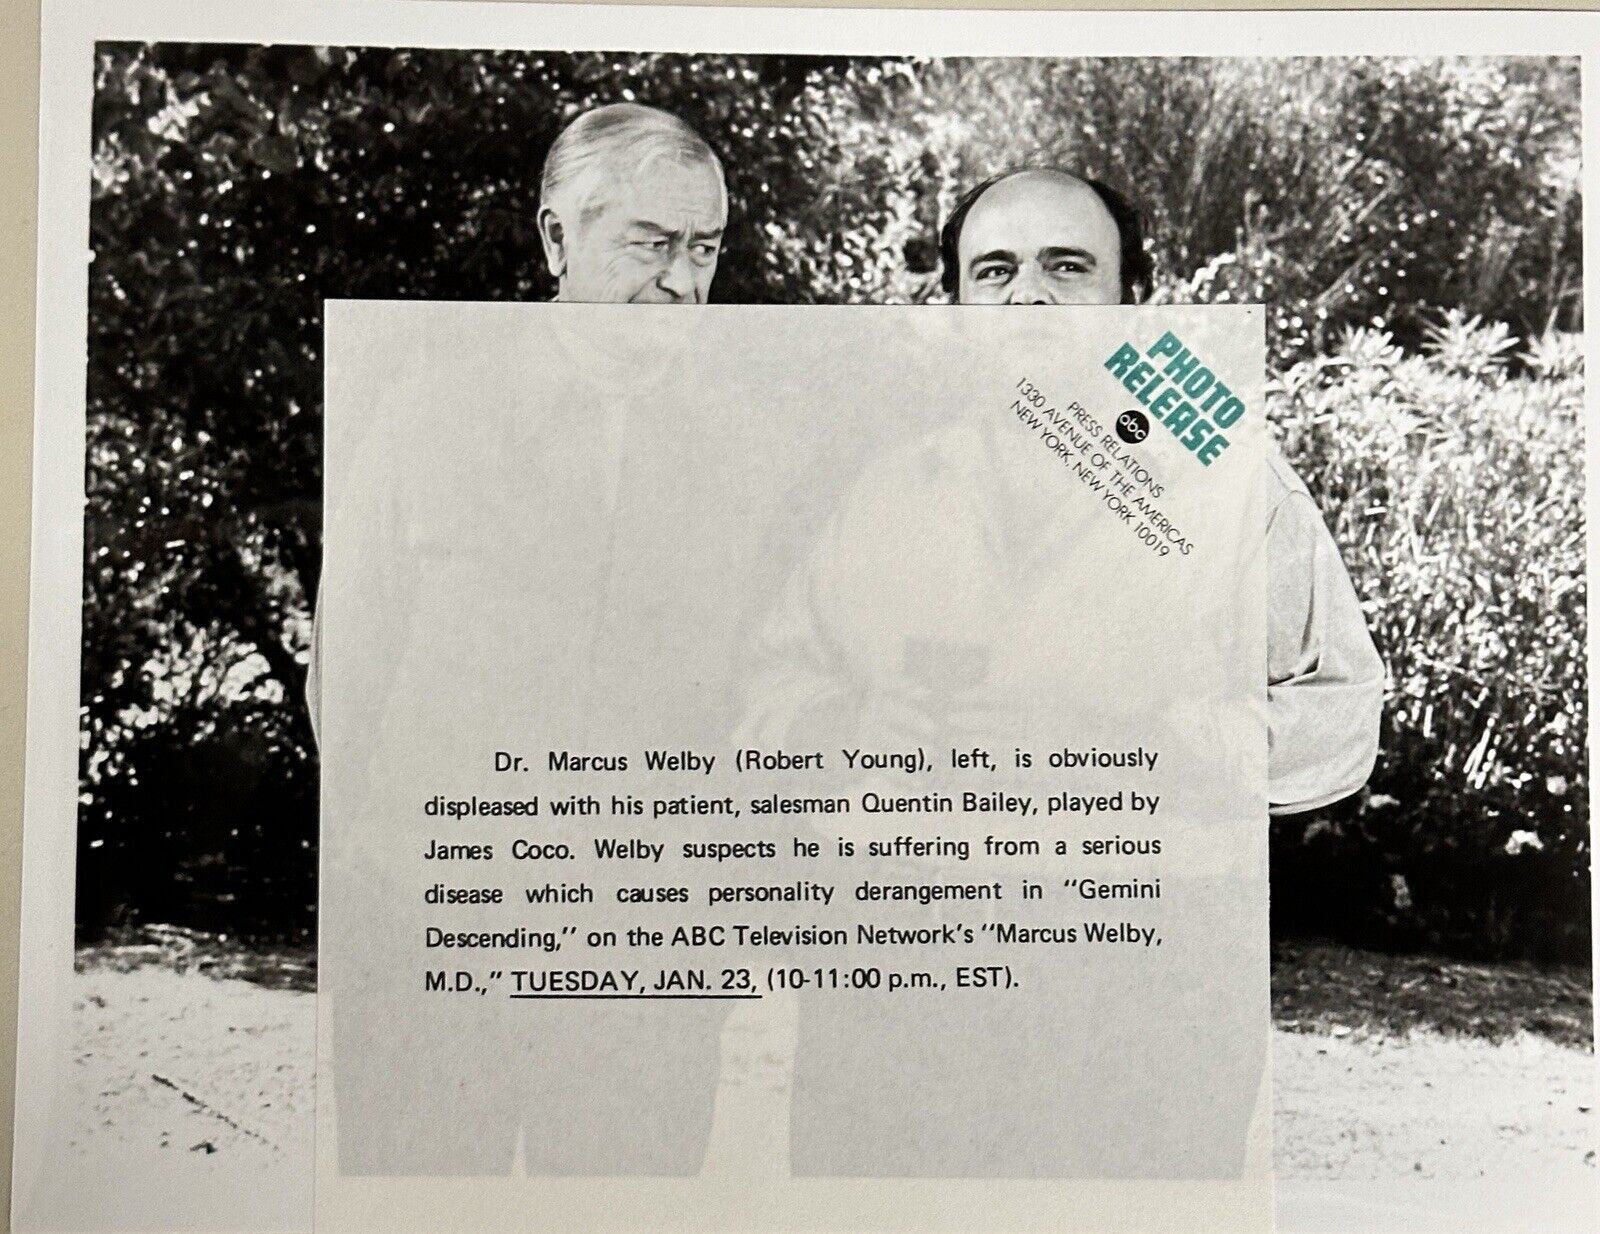 PHOTO
RELEASE
abc
PRESS RELATIONS
1330 AVENUE OF THE AMERICAS
NEW YORK, NEW YORK 10019
Dr. Marcus Welby (Robert Young), left, is obviously
displeased with his patient, salesman Quentin Bailey, played by
James Coco. Welby suspects he is suffering from a serious
disease which causes personality derangement in "Gemini
Descending," on the ABC Television Network's "Marcus Welby,
M.D.," TUESDAY, JAN. 23, (10-11:00 p.m., EST).